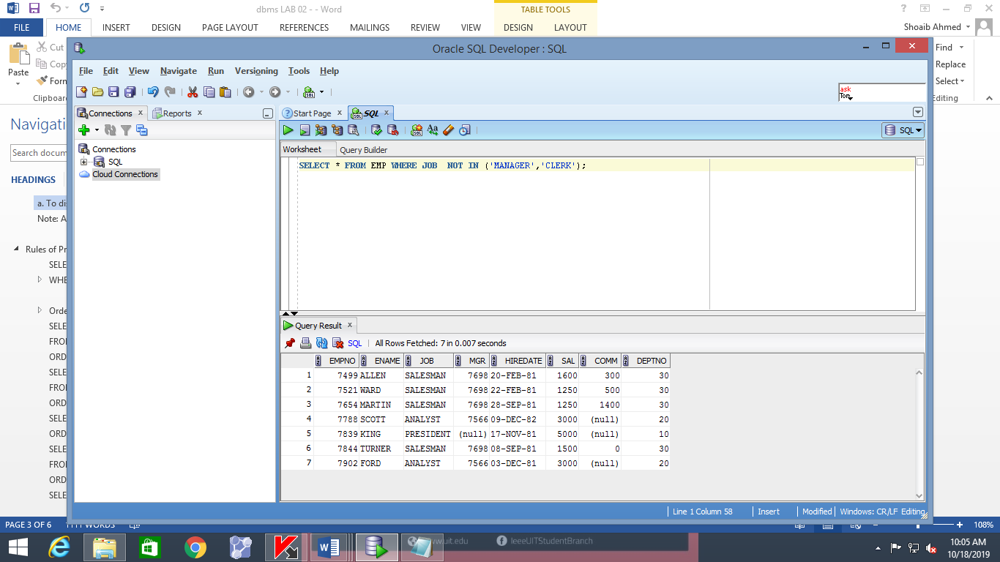 dbms LAB 02 - - Word
TABLE TOOLS
FILE HOME INSERT DESIGN PAGE LAYOUT REFERENCES MAILINGS REVIEW VIEW DESIGN LAYOUT
Shoaib Ahmed
Cut
Paste
Clipboar
Find
Replace
Select
Editing
Oracle SQL Developer : SQL
File Edit View Navigate Run Versioning Tools Help
ask
Tom
Connections x Reports x
Start Page x SQL x
SQL
Connections
SQL
Cloud Connections
Worksheet Query Builder
SELECT * FROM EMP WHERE JOB  NOT IN ('MANAGER','CLERK');
Query Result x
SQL | All Rows Fetched: 7 in 0.007 seconds
EMPNO ENAME JOB MGR HIREDATE SAL COMM DEPTNO
1 7499 ALLEN SALESMAN 7698 20-FEB-81 1600 300 30
2 7521 WARD SALESMAN 7698 22-FEB-81 1250 500 30
3 7654 MARTIN SALESMAN 7698 28-SEP-81 1250 1400 30
4 7788 SCOTT ANALYST 7566 09-DEC-82 3000 (null) 20
5 7839 KING PRESIDENT (null) 17-NOV-81 5000 (null) 10
6 7844 TURNER SALESMAN 7698 08-SEP-81 1500 0 30
7 7902 FORD ANALYST 7566 03-DEC-81 3000 (null) 20
Line 1 Column 58 | Insert | Modified | Windows: CR/LF Editing
Navigati
Search docum
HEADINGS
a. To di
Note: A
Rules of Pr
SELE
WHE
Orde
SELE
FRO
ORD
SELE
FRO
ORD
SELE
ORD
SELE
FRO
ORD
SELE
PAGE 3 OF 6 1111 WORDS
108%
uit.edu
IeeeUITStudentBranch
10:05 AM
10/18/2019